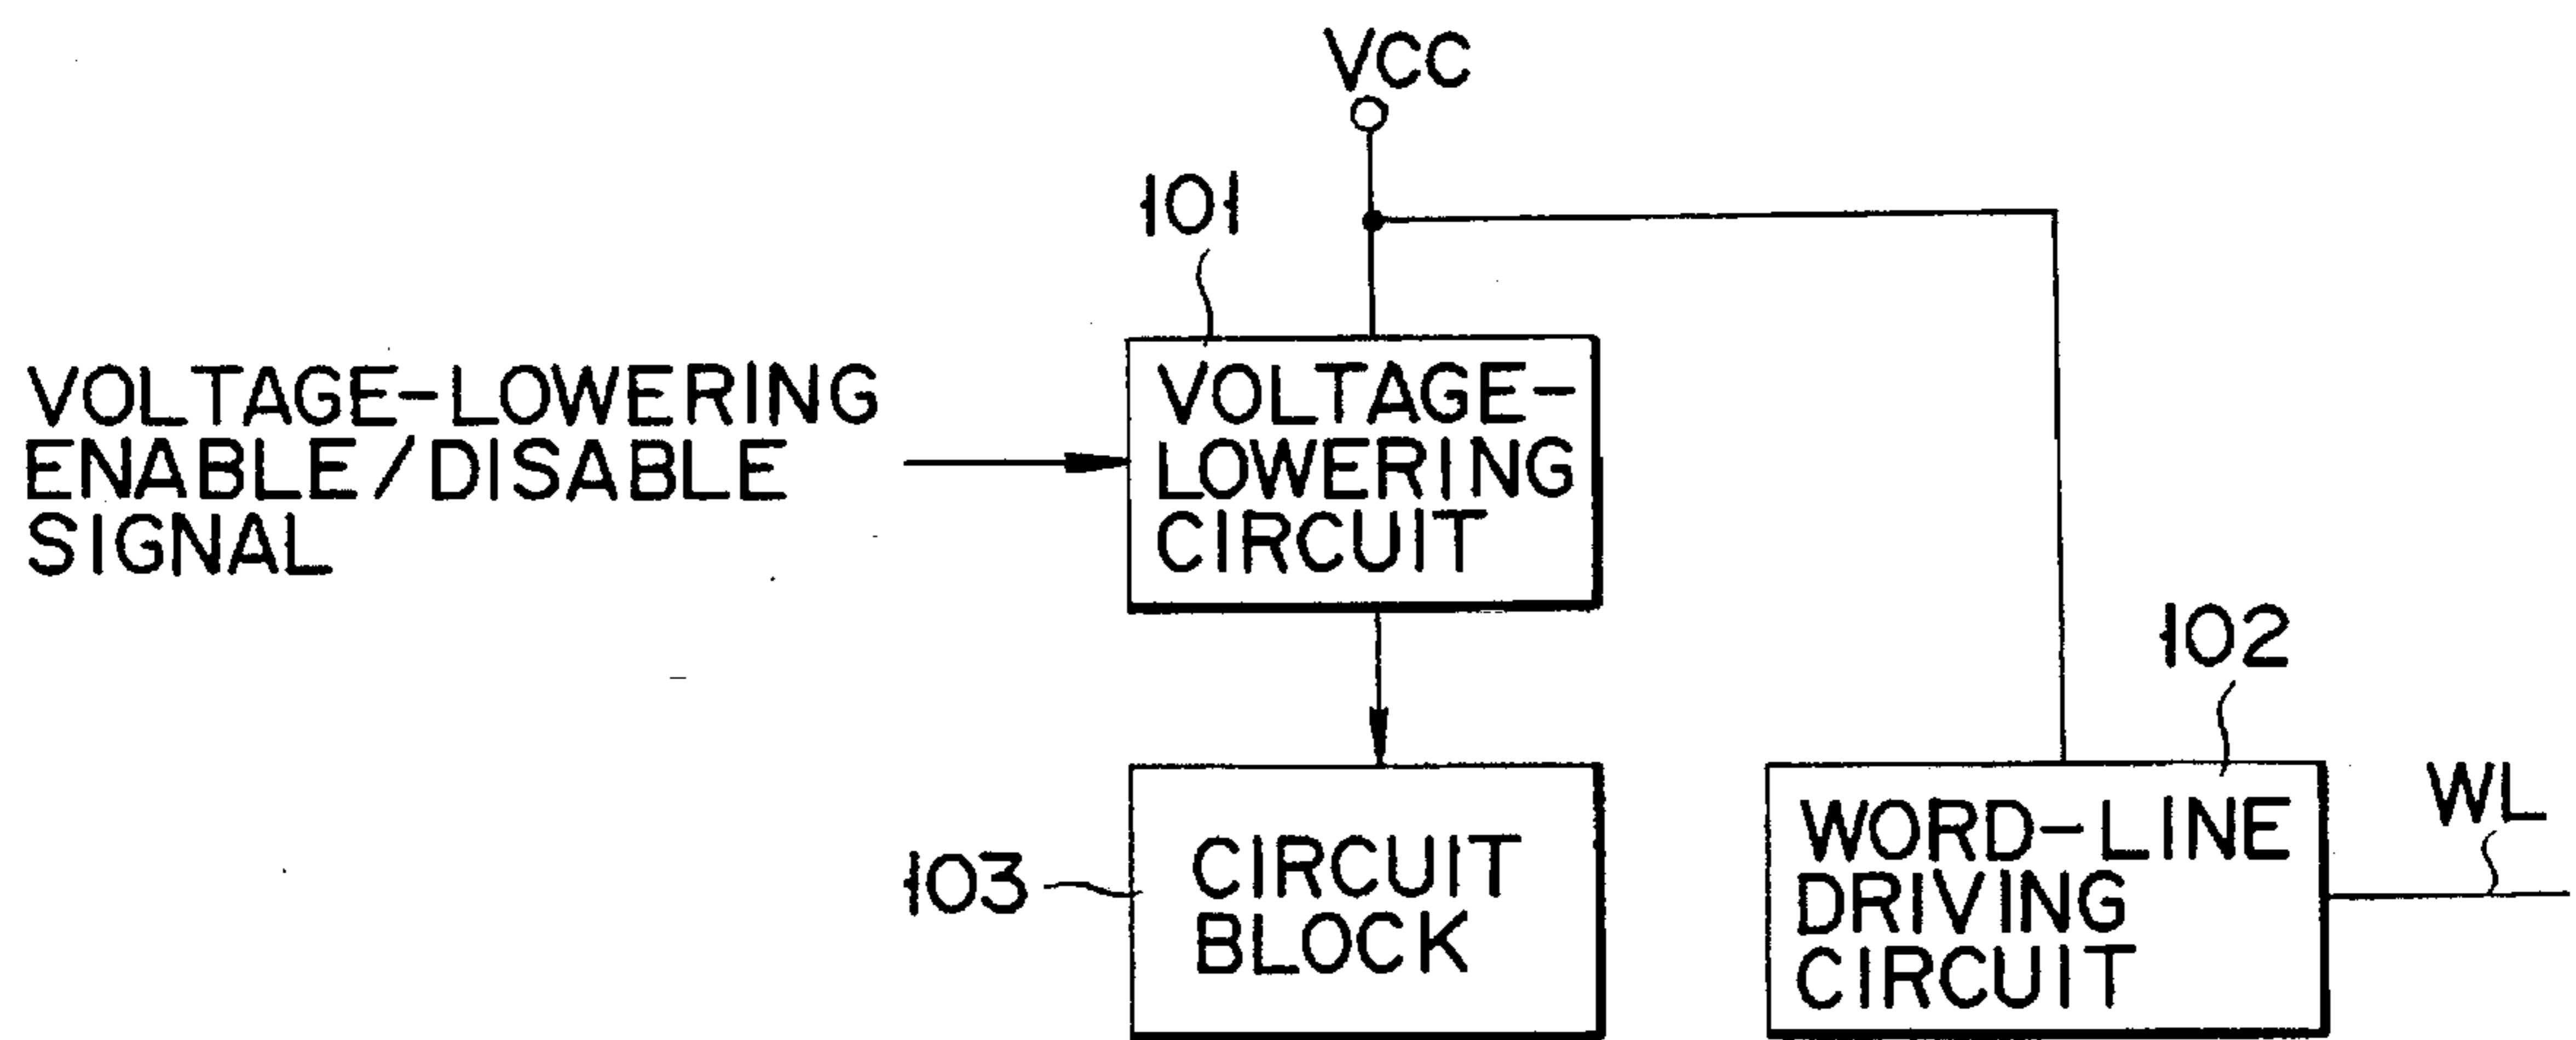 VCC
101
VOLTAGE-LOWERING
ENABLE/DISABLE
SIGNAL
VOLTAGE-
LOWERING
CIRCUIT
102
103
CIRCUIT
BLOCK
WORD-LINE
DRIVING
CIRCUIT
WL